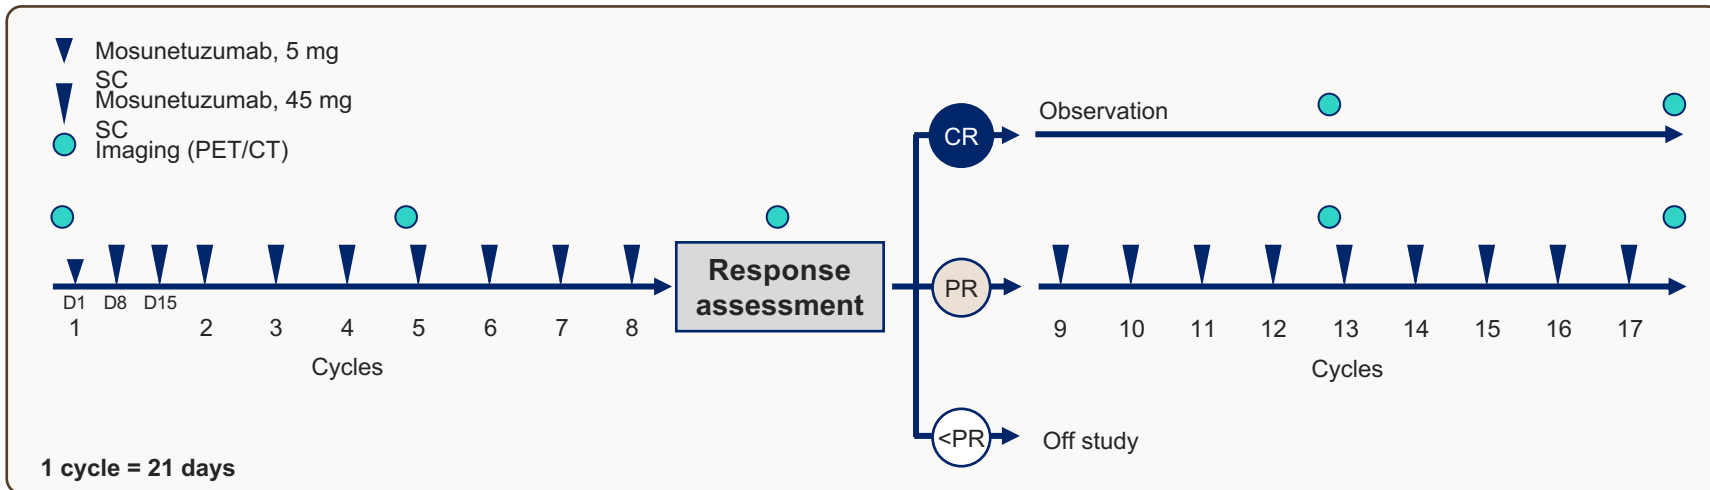 Mosunetuzumab, 5 mg
SC
Mosunetuzumab, 45 mg
SC
Imaging (PET/CT)
D1 D8 D15
1 2 3 4 5 6 7 8
Cycles
Response
assessment
CR
Observation
PR
9 10 11 12 13 14 15 16 17
Cycles
<PR
Off study
1 cycle = 21 days